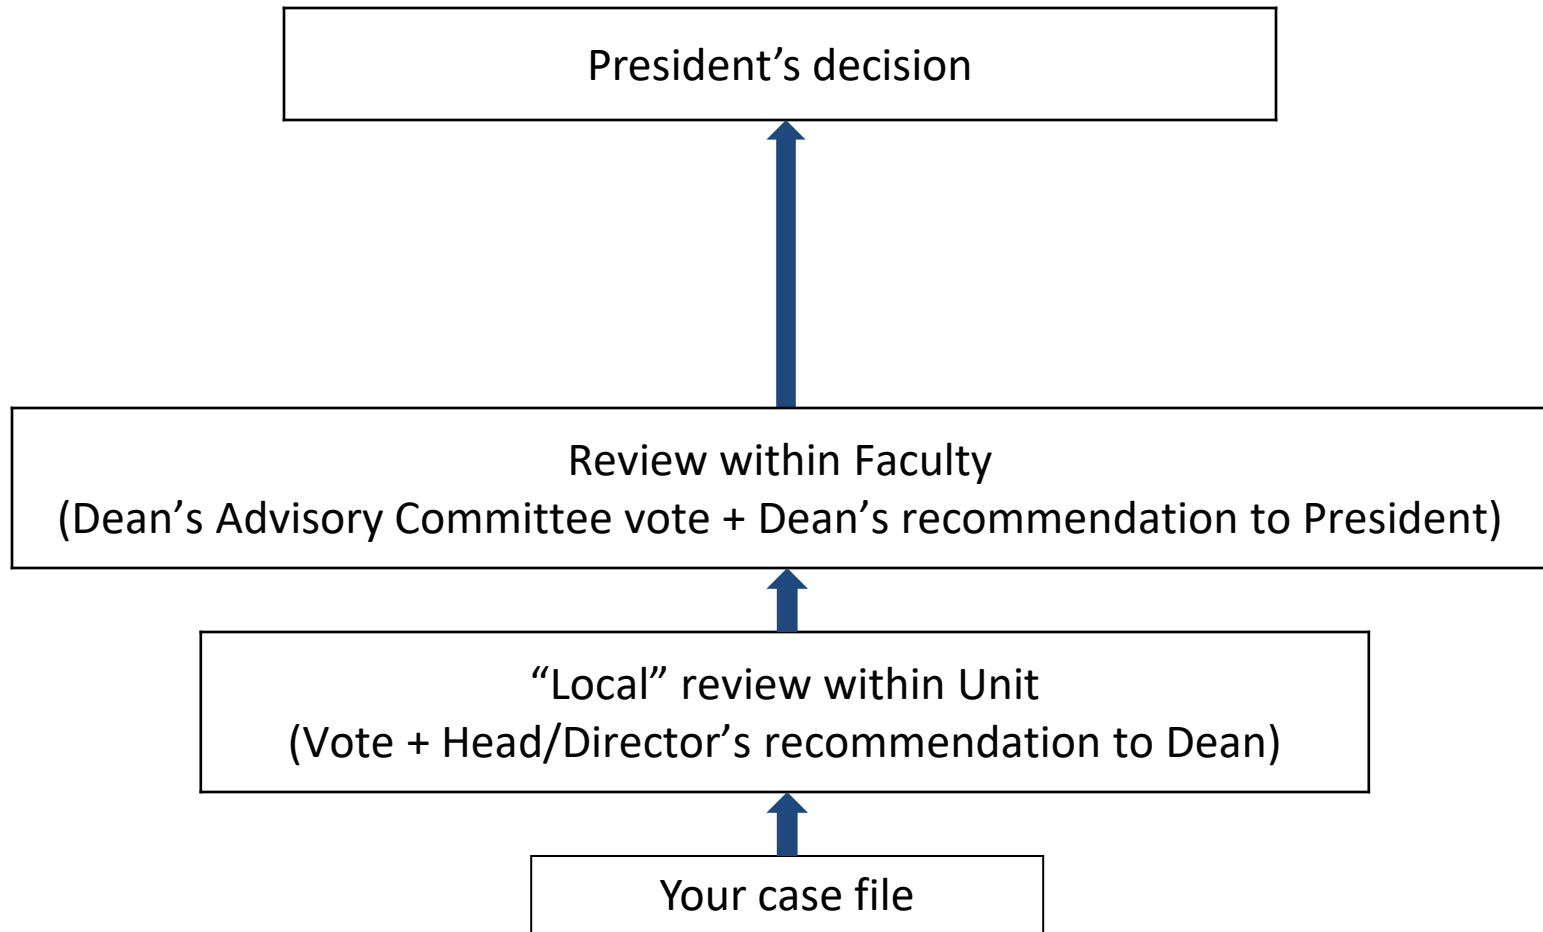 President’s decision
Review within Faculty
(Dean’s Advisory Committee vote + Dean’s recommendation to President)
“Local” review within Unit
(Vote + Head/Director’s recommendation to Dean)
Your case file